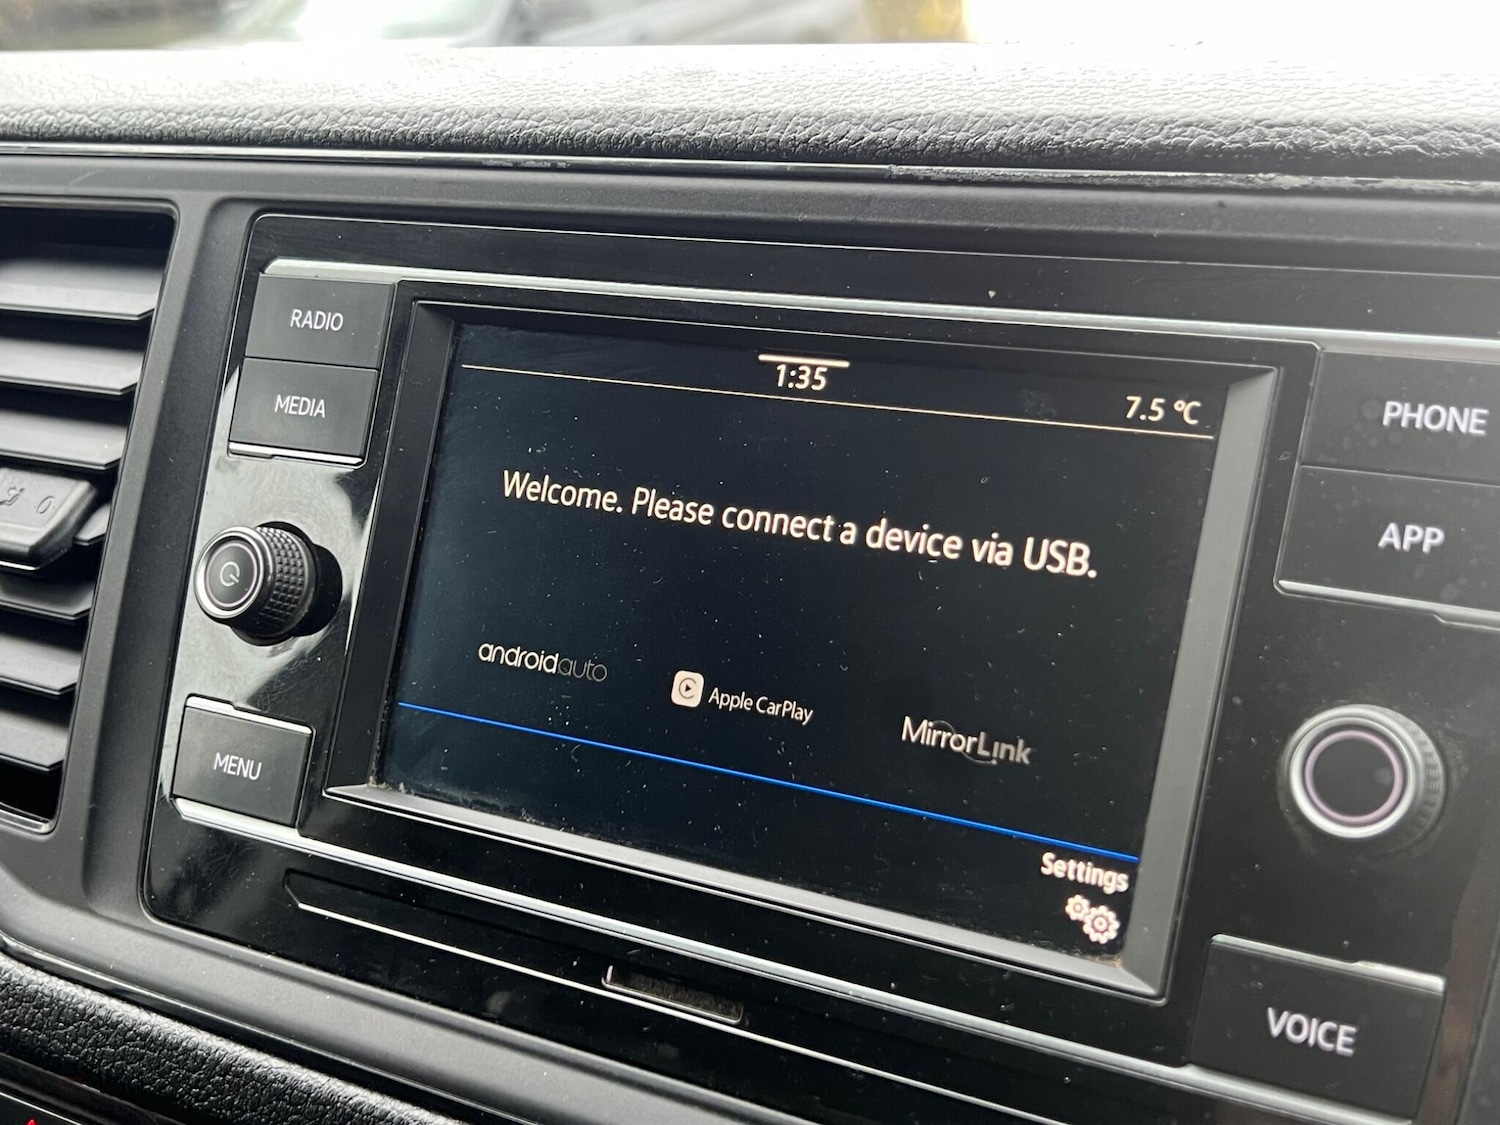 RADIO
MEDIA
MENU
1:35
7.5 °C
Welcome. Please connect a device via USB.
androidauto
Apple CarPlay
MirrorLink
Settings
PHONE
APP
VOICE
0